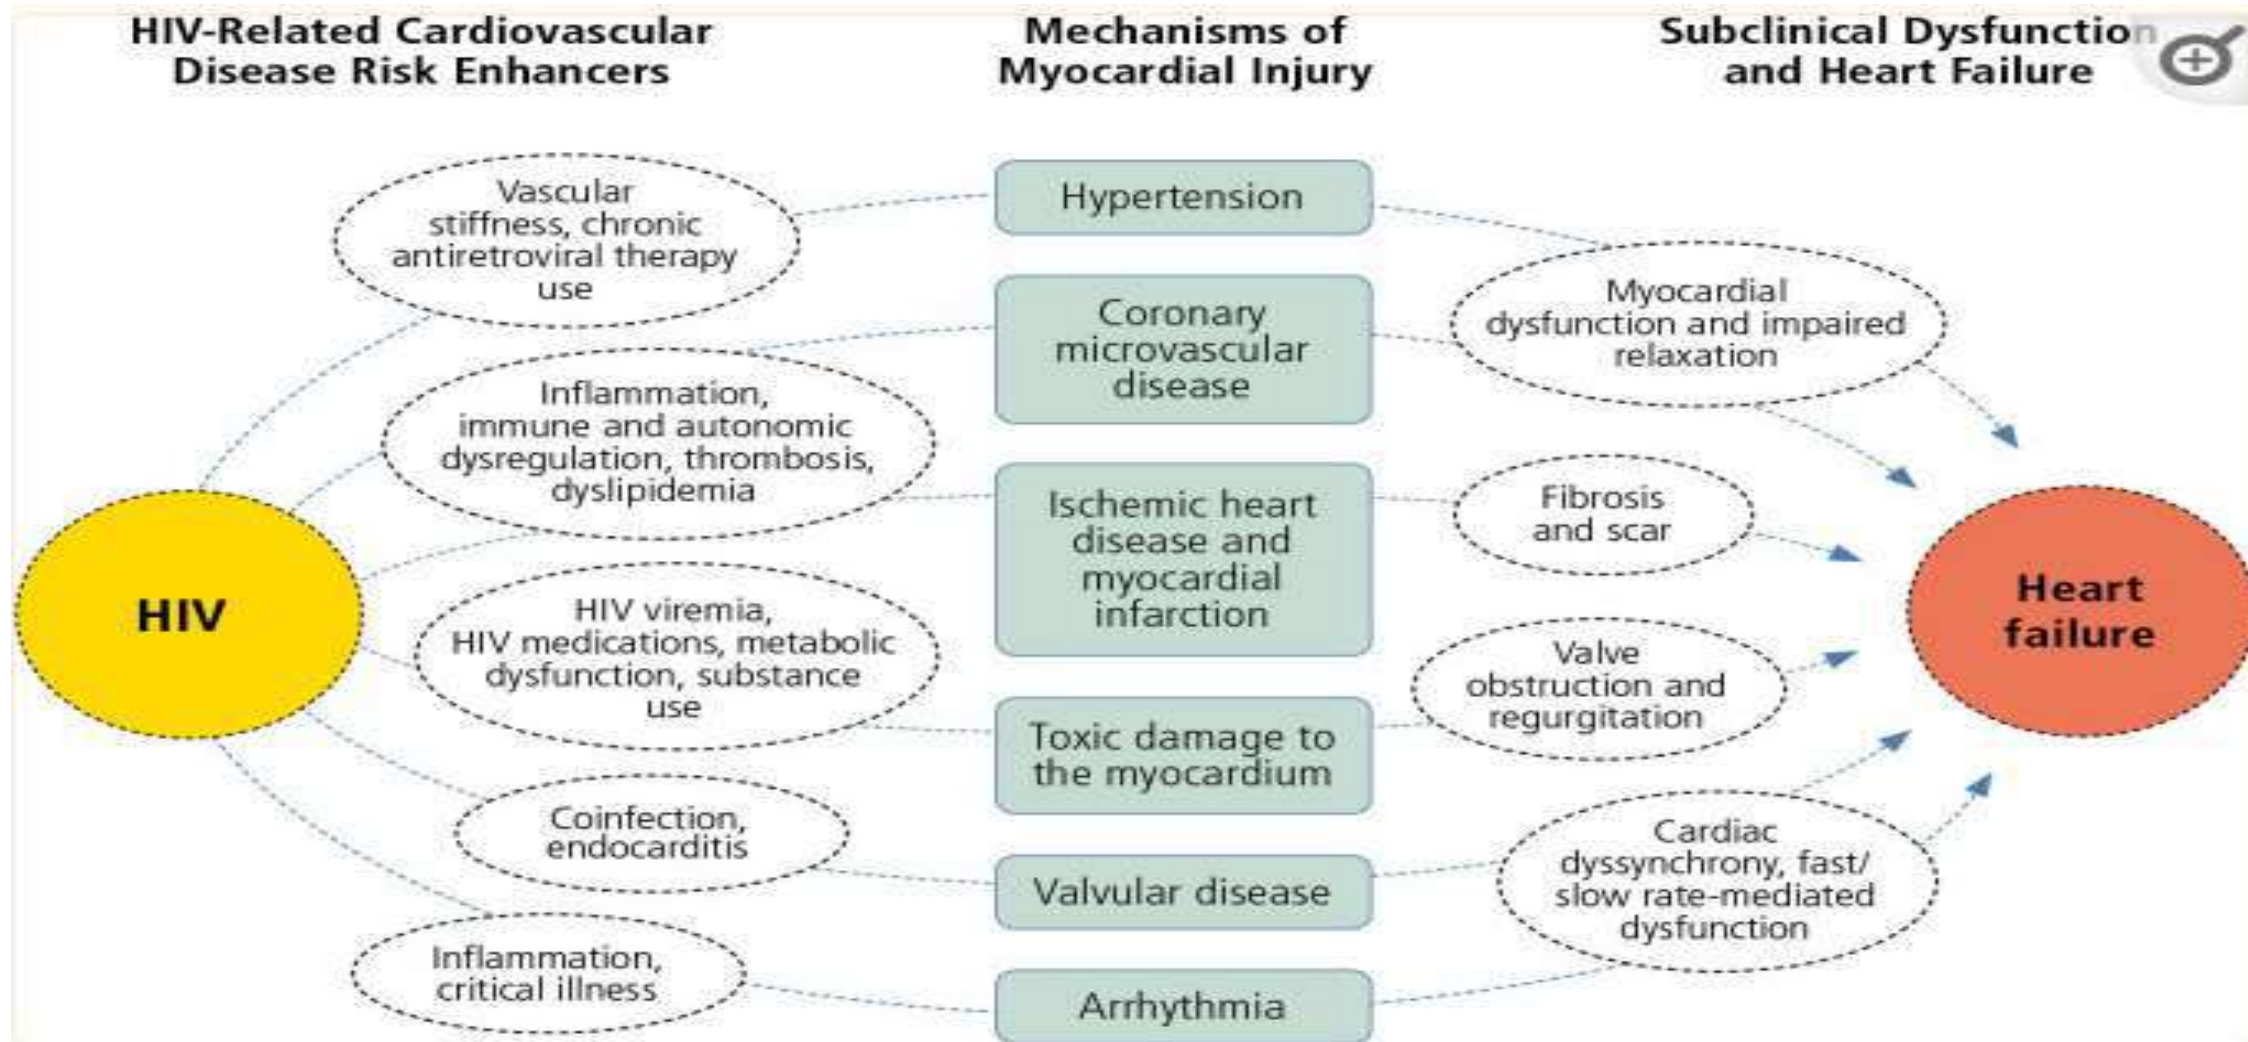 HIV-Related Cardiovascular
Disease Risk Enhancers
Mechanisms of
Myocardial Injury
Subclinical Dysfunction
and Heart Failure
Vascular
stiffness, chronic
antiretroviral therapy
use
Inflammation,
immune and autonomic
dysregulation, thrombosis,
dyslipidemia
HIV
HIV viremia,
HIV medications, metabolic
dysfunction, substance
use
Coinfection,
endocarditis
Inflammation,
critical illness
Hypertension
Coronary
microvascular
disease
Ischemic heart
disease and
myocardial
infarction
Toxic damage to
the myocardium
Valvular disease
Arrhythmia
Myocardial
dysfunction and impaired
relaxation
Fibrosis
and scar
Valve
obstruction and
regurgitation
Cardiac
dyssynchrony, fast/
slow rate-mediated
dysfunction
Heart
failure